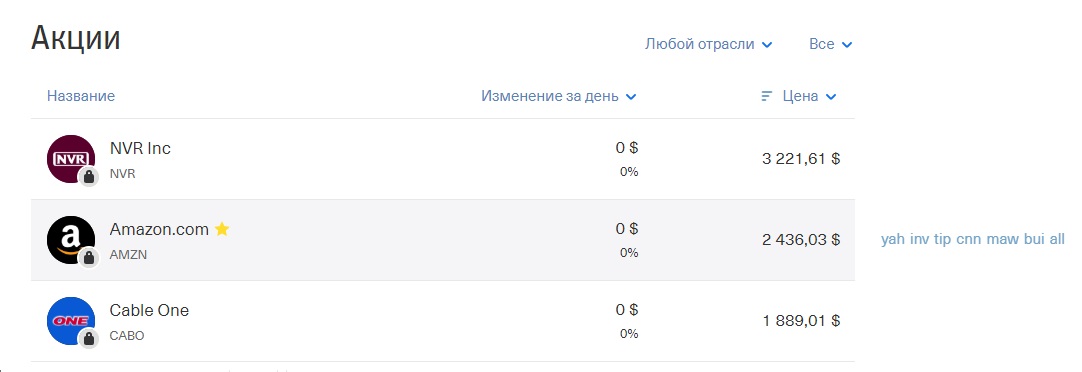 Акции
Любой отрасли Все
Название Изменение за день Цена
NVR
NVR Inc 0 $ 3 221,61 $
NVR 0%
a
Amazon.com 0 $ 2 436,03 $ yah inv tip cnn maw bui all
AMZN 0%
ONE
Cable One 0 $ 1 889,01 $
CABO 0%